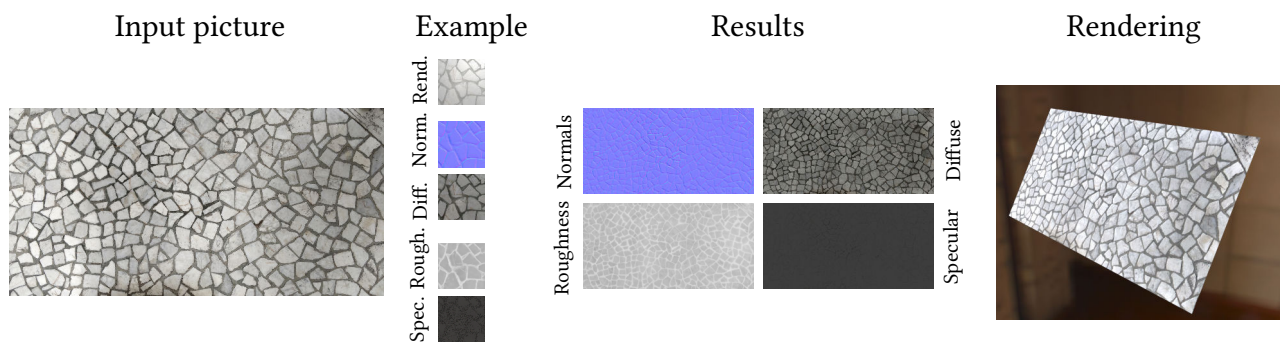 Input picture
Example
Results
Rendering
Rend.
Norm.
Diff.
Rough.
Spec.
Normals
Diffuse
Roughness
Specular